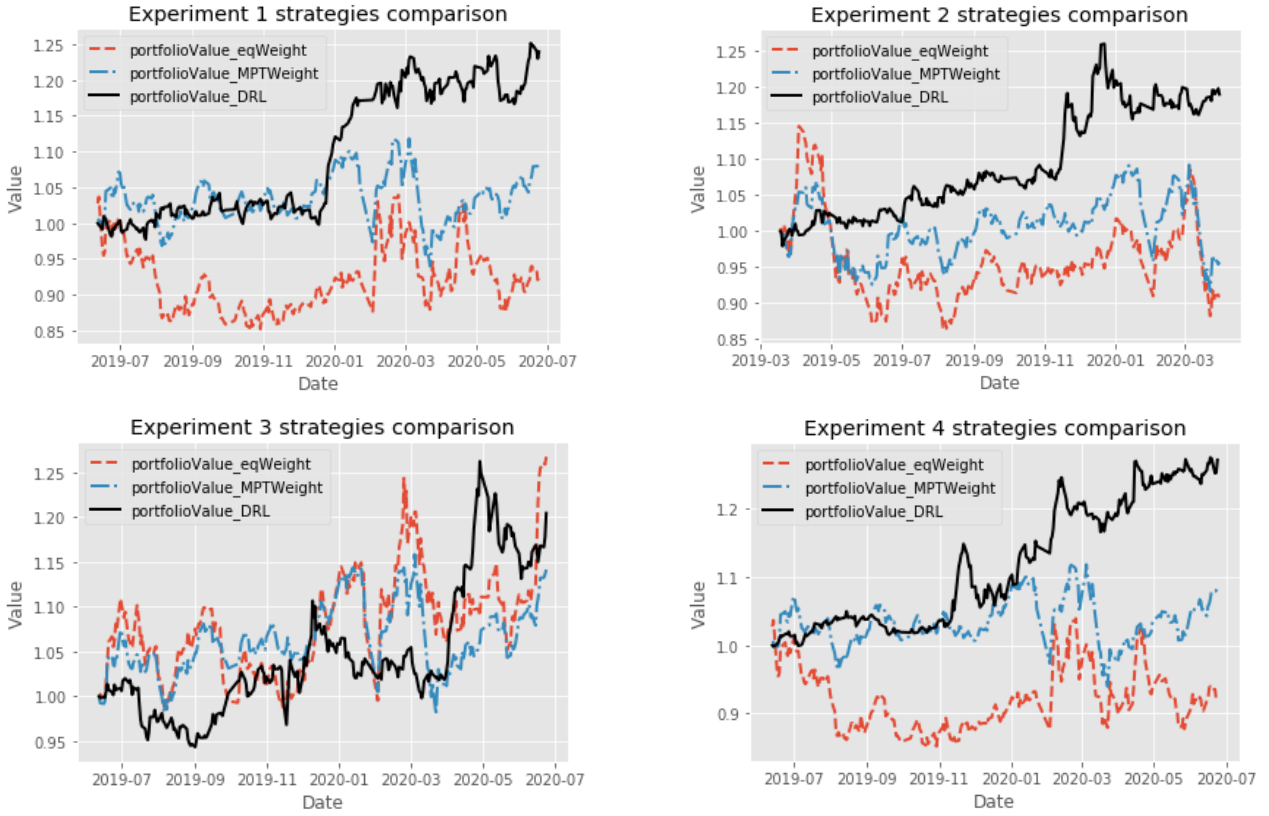 Experiment 1 strategies comparison
portfolioValue_eqWeight
portfolioValue_MPTWeight
portfolioValue_DRL
1.25
1.20
1.15
1.10
1.05
1.00
0.95
0.90
0.85
Value
2019-07 2019-09 2019-11 2020-01 2020-03 2020-05 2020-07
Date
Experiment 2 strategies comparison
portfolioValue_eqWeight
portfolioValue_MPTWeight
portfolioValue_DRL
1.25
1.20
1.15
1.10
1.05
1.00
0.95
0.90
0.85
Value
2019-03 2019-05 2019-07 2019-09 2019-11 2020-01 2020-03
Date
Experiment 3 strategies comparison
portfolioValue_eqWeight
portfolioValue_MPTWeight
portfolioValue_DRL
1.25
1.20
1.15
1.10
1.05
1.00
0.95
Value
2019-07 2019-09 2019-11 2020-01 2020-03 2020-05 2020-07
Date
Experiment 4 strategies comparison
portfolioValue_eqWeight
portfolioValue_MPTWeight
portfolioValue_DRL
1.2
1.1
1.0
0.9
Value
2019-07 2019-09 2019-11 2020-01 2020-03 2020-05 2020-07
Date